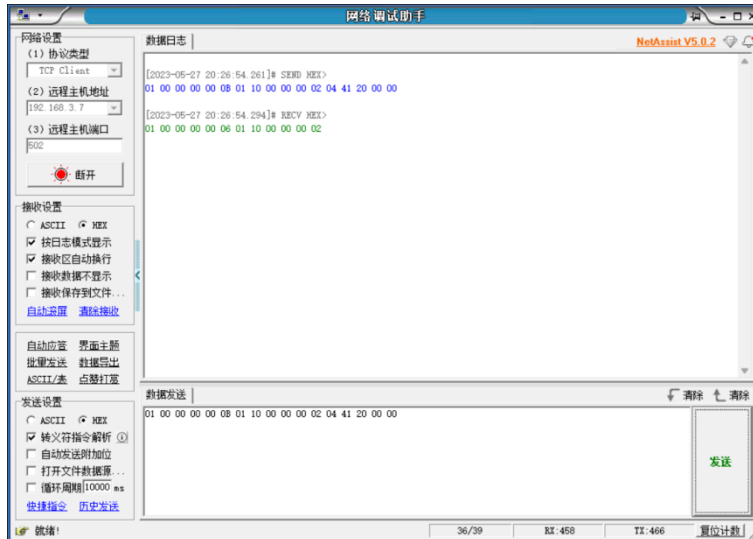 网络调试助手
网络设置
(1) 协议类型
TCP Client
(2) 远程主机地址
192.168.3.7
(3) 远程主机端口
502
断开
接收设置
ASCII HEX
按日志模式显示
接收区自动换行
接收数据不显示
接收保存到文件...
自动滚屏 清除接收
自动应答 界面主题
批量发送 数据导出
ASCII/表 点赞打赏
发送设置
ASCII HEX
转义符指令解析
自动发送附加位
打开文件数据源...
循环周期 10000 ms
快捷指令 历史发送
数据日志
NetAssist V5.0.2
[2023-05-27 20:26:54.261]# SEND HEX>
01 00 00 00 00 0B 01 10 00 00 00 02 04 41 20 00 00
[2023-05-27 20:26:54.294]# RECV HEX>
01 00 00 00 00 06 01 10 00 00 00 02
数据发送
清除 清除
01 00 00 00 00 0B 01 10 00 00 00 02 04 41 20 00 00
发送
就绪!
36/39
RX:458
TX:466
复位计数